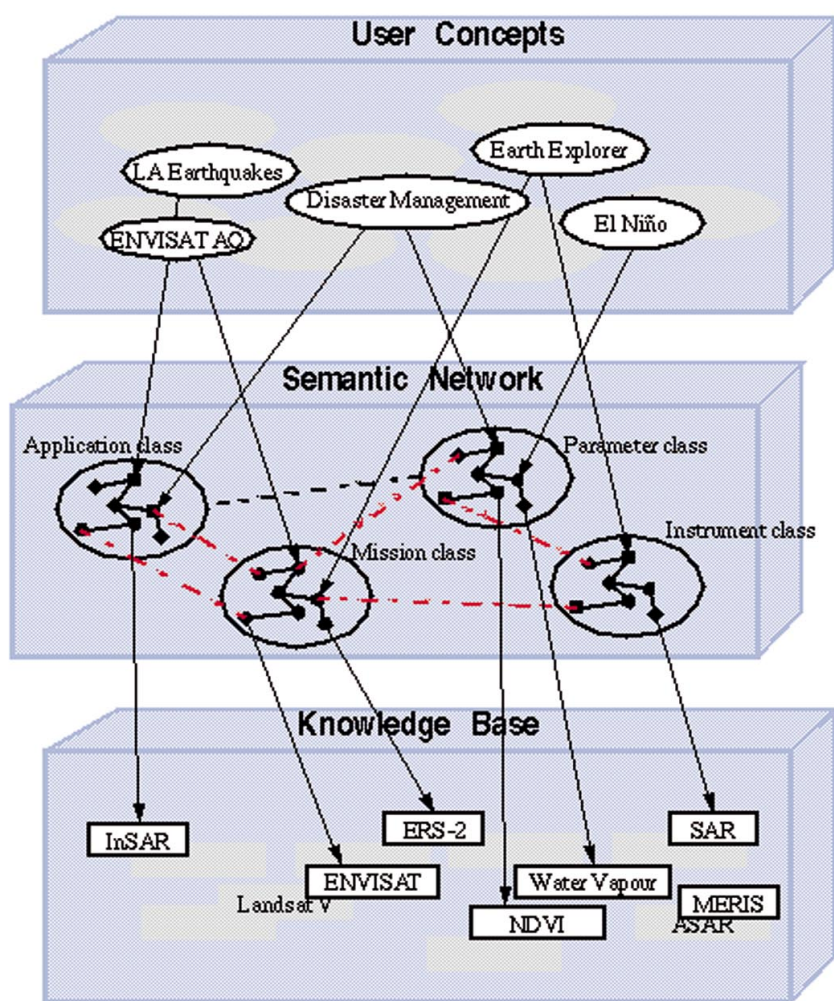 User Concepts
Earth Explorer
LA Earthquakes
Disaster Management
El Niño
ENVISAT AO
Semantic Network
Application class
Parameter class
Instrument class
Mission class
Knowledge Base
ERS-2
SAR
InSAR
ENVISAT
Water Vapour
Landsat V
MERIS
NDVI
ASAR